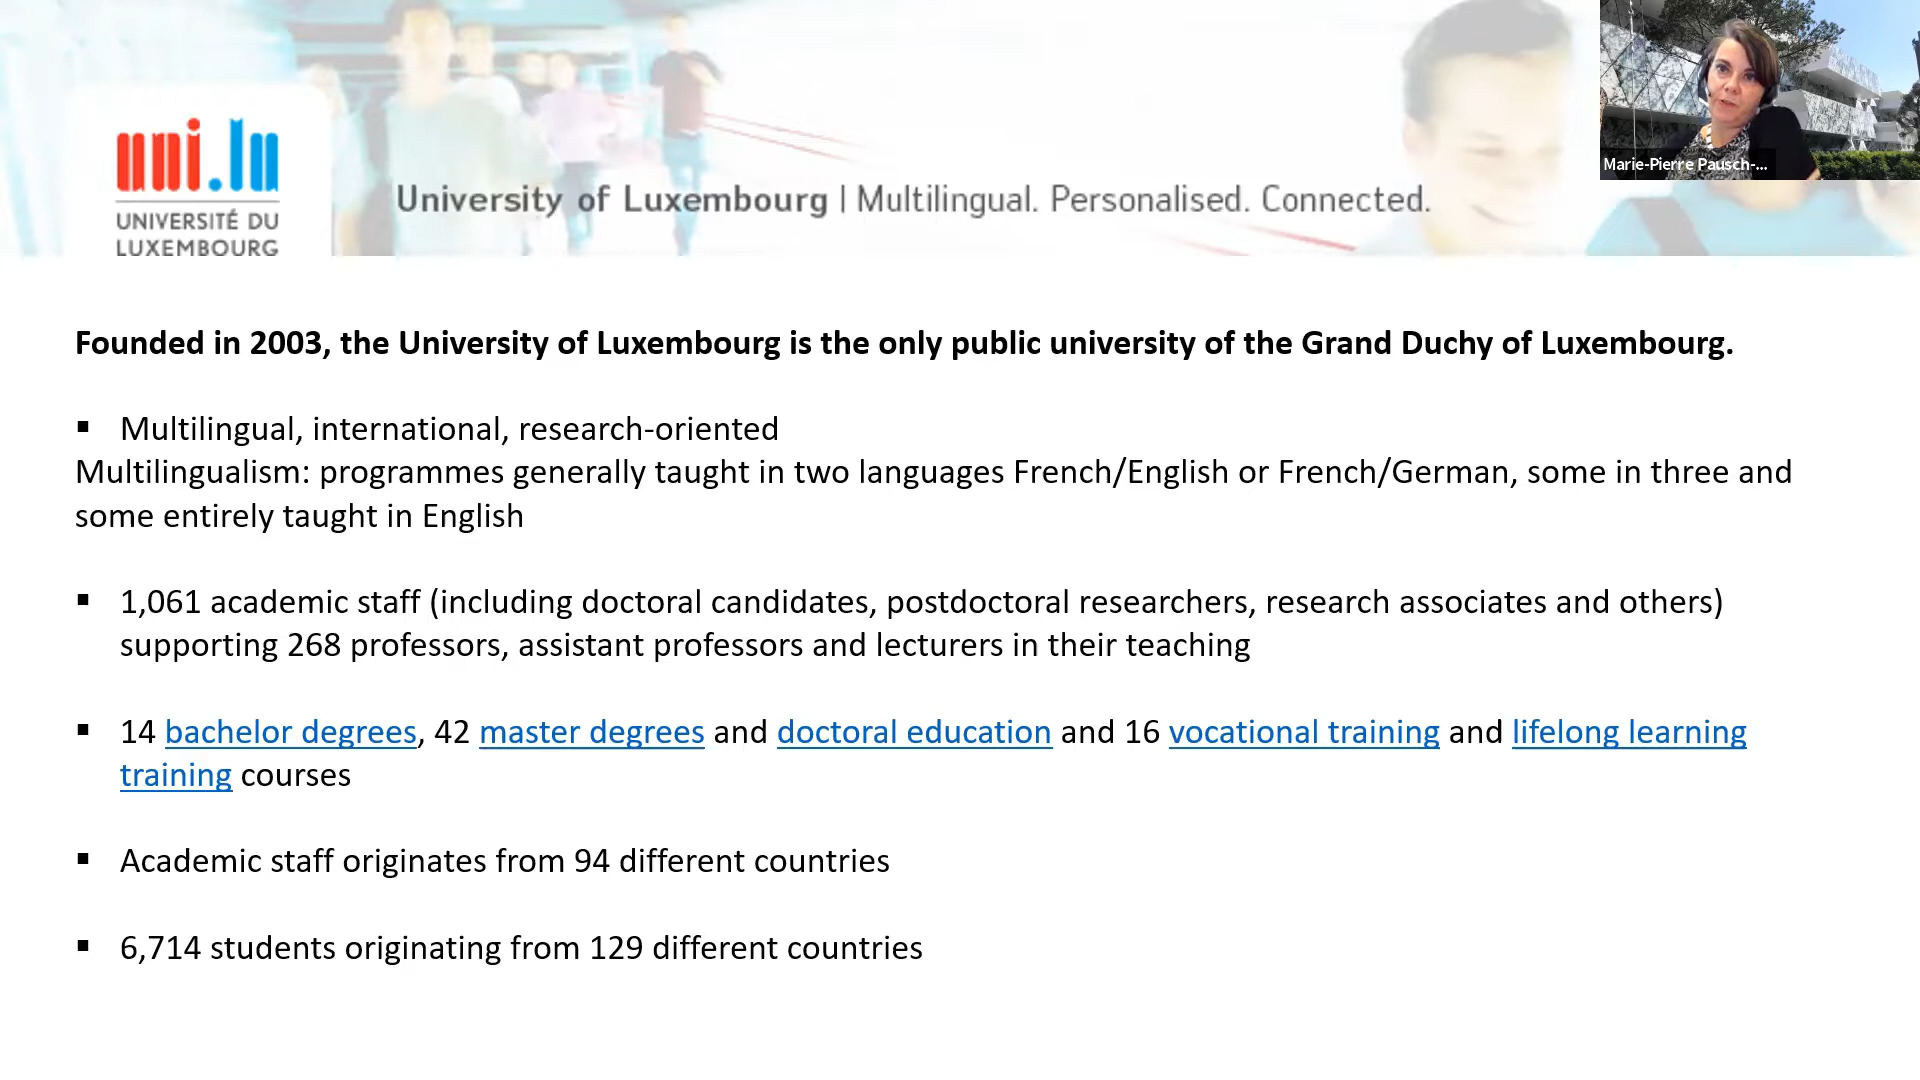 Marie-Pierre Pausch-...
uni.lu
UNIVERSITÉ DU
LUXEMBOURG
University of Luxembourg | Multilingual. Personalised. Connected.
Founded in 2003, the University of Luxembourg is the only public university of the Grand Duchy of Luxembourg.
▪ Multilingual, international, research-oriented
Multilingualism: programmes generally taught in two languages French/English or French/German, some in three and
some entirely taught in English
▪ 1,061 academic staff (including doctoral candidates, postdoctoral researchers, research associates and others)
supporting 268 professors, assistant professors and lecturers in their teaching
▪ 14 bachelor degrees, 42 master degrees and doctoral education and 16 vocational training and lifelong learning
training courses
▪ Academic staff originates from 94 different countries
▪ 6,714 students originating from 129 different countries